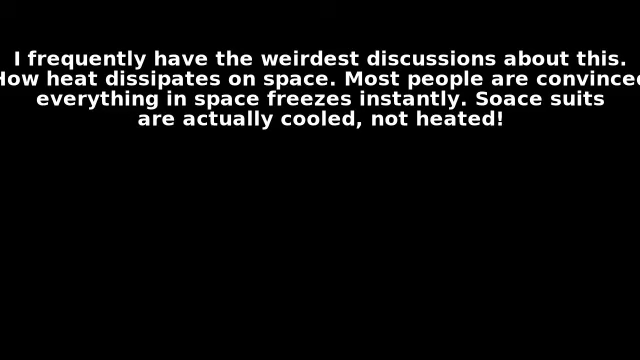 I frequently have the weirdest discussions about this.
How heat dissipates on space. Most people are convinced
everything in space freezes instantly. Soace suits
are actually cooled, not heated!